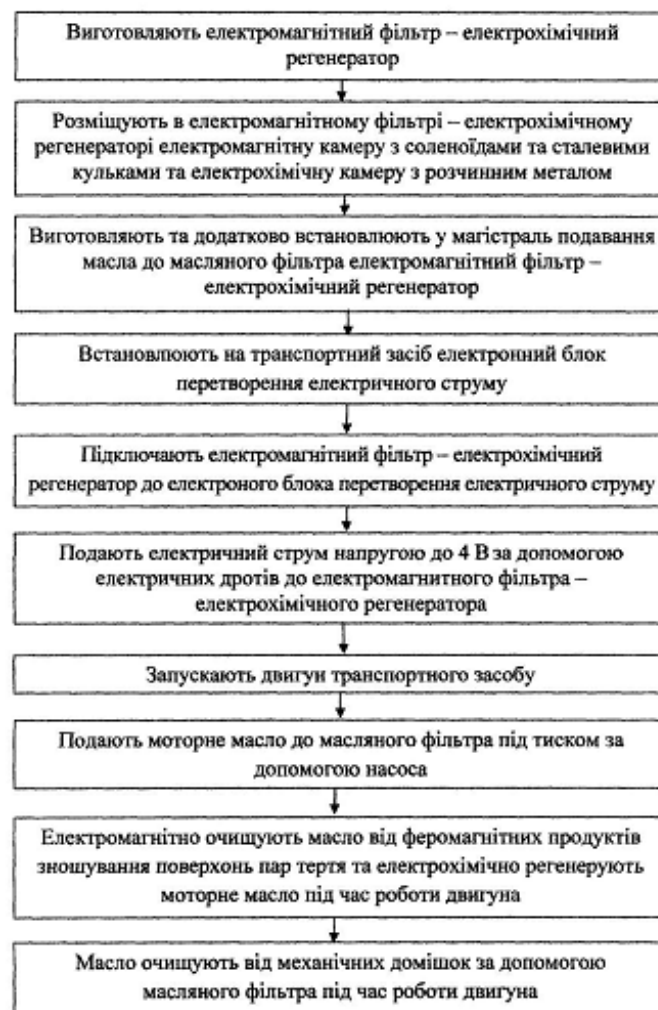 Виготовляють електромагнітний фільтр – електрохімічний
регенератор
Розміщують в електромагнітному фільтрі – електрохімічному
регенераторі електромагнітну камеру з соленоїдами та сталевими
кульками та електрохімічну камеру з розчинним металом
Виготовляють та додатково встановлюють у магістраль подавання
масла до масляного фільтра електромагнітний фільтр –
електрохімічний регенератор
Встановлюють на транспортний засіб електронний блок
перетворення електричного струму
Підключають електромагнітний фільтр – електрохімічний
регенератор до електроного блока перетворення електричного струму
Подають електричний струм напругою до 4 В за допомогою
електричних дротів до електромагнитного фільтра –
електрохімічного регенератора
Запускають двигун транспортного засобу
Подають моторне масло до масляного фільтра під тиском за
допомогою насоса
Електромагнітно очищують масло від феромагнітних продуктів
зношування поверхонь пар тертя та електрохімічно регенерують
моторне масло під час роботи двигуна
Масло очищують від механічних домішок за допомогою
масляного фільтра під час роботи двигуна